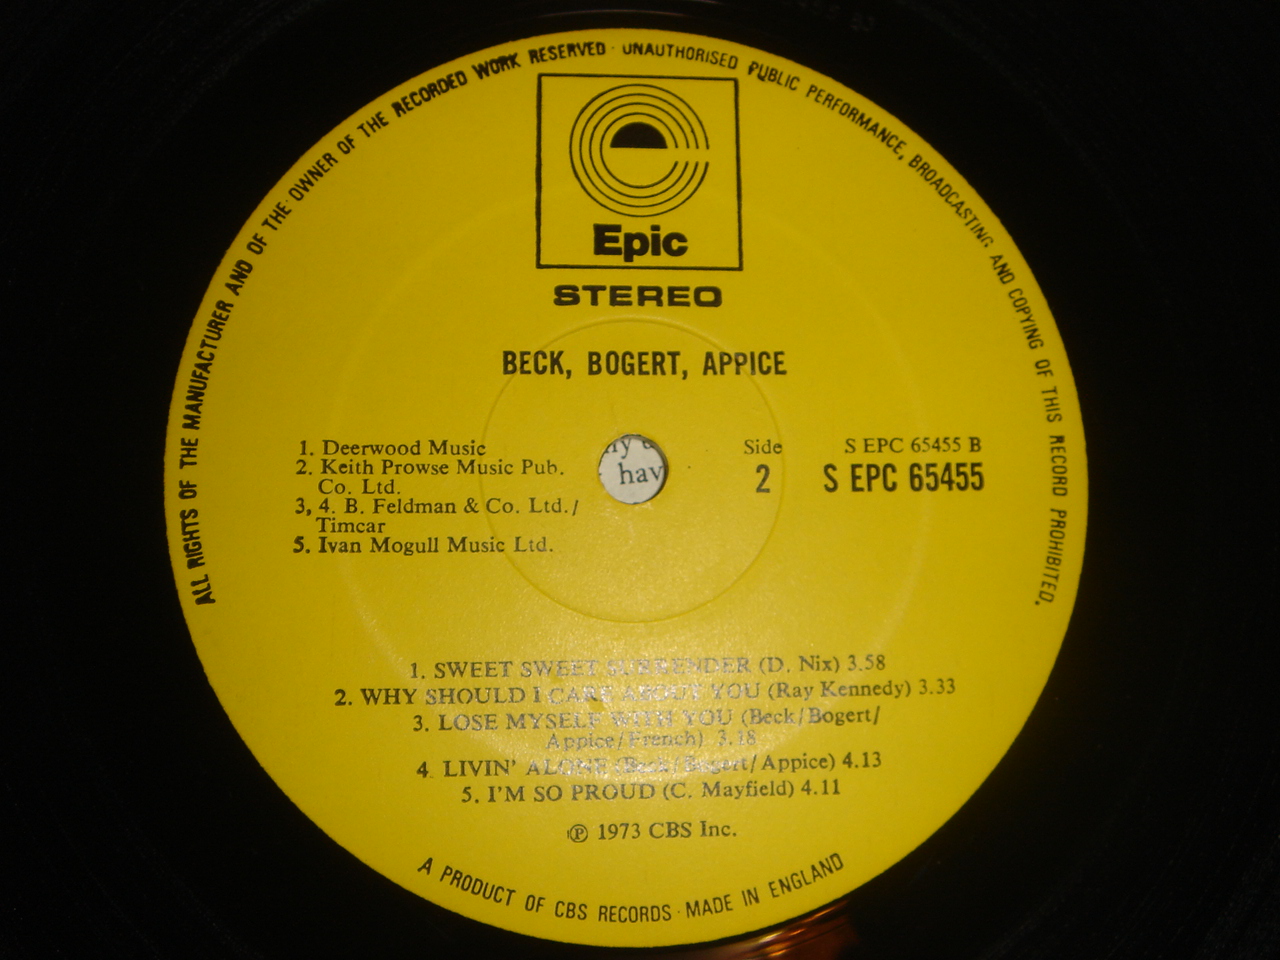 ALL RIGHTS OF THE MANUFACTURER AND OF THE OWNER OF THE RECORDED WORK RESERVED · UNAUTHORISED PUBLIC PERFORMANCE, BROADCASTING AND COPYING OF THIS RECORD PROHIBITED.
Epic
STEREO
BECK, BOGERT, APPICE
1. Deerwood Music
2. Keith Prowse Music Pub.
Co. Ltd.
3, 4. B. Feldman & Co. Ltd./
Timcar
5. Ivan Mogull Music Ltd.
hav
Side
2
S EPC 65455 B
S EPC 65455
1. SWEET SWEET SURRENDER (D. Nix) 3.58
2. WHY SHOULD I CARE ABOUT YOU (Ray Kennedy) 3.33
3. LOSE MYSELF WITH YOU (Beck/Bogert/
Appice/French) 3.18
4. LIVIN' ALONE (Beck/Bogert/Appice) 4.13
5. I'M SO PROUD (C. Mayfield) 4.11
℗ 1973 CBS Inc.
A PRODUCT OF CBS RECORDS · MADE IN ENGLAND